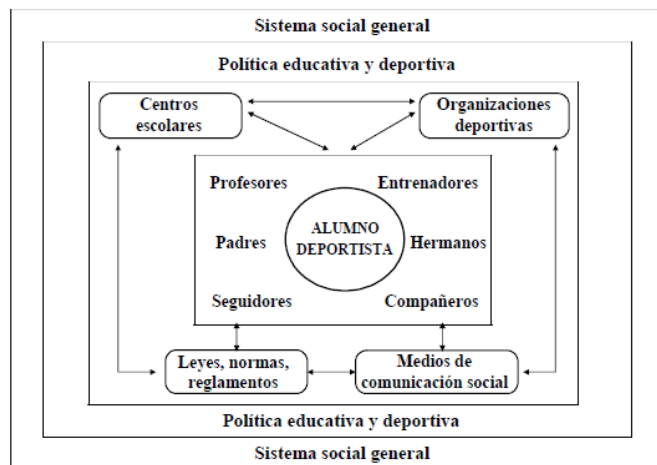 Sistema social general
Política educativa y deportiva
Centros
escolares
Organizaciones
deportivas
Profesores
Entrenadores
ALUMNO
DEPORTISTA
Padres
Hermanos
Seguidores
Compañeros
Leyes, normas,
reglamentos
Medios de
comunicación social
Política educativa y deportiva
Sistema social general